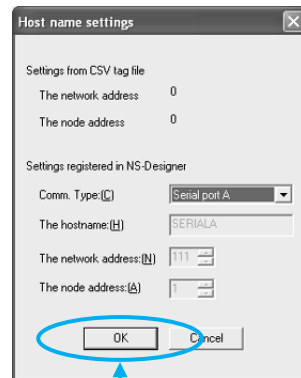 Host name settings
Settings from CSV tag file
The network address 0
The node address 0
Settings registered in NS-Designer
Comm. Type:(C) Serial port A
The hostname:(H) SERIALA
The network address:(N) 111
The node address:(A) 1
OK Cancel